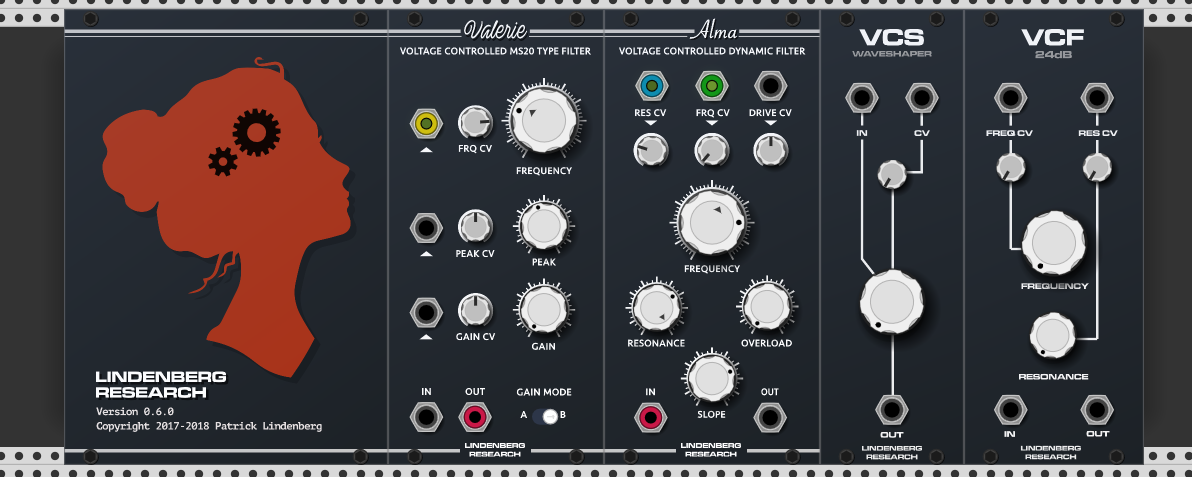 LINDENBERG
RESEARCH
Version 0.6.0
Copyright 2017-2018 Patrick Lindenberg
Valerie
VOLTAGE CONTROLLED MS20 TYPE FILTER
FRQ CV
FREQUENCY
PEAK CV
PEAK
GAIN CV
GAIN
IN
OUT
GAIN MODE
A
B
LINDENBERG
RESEARCH
Alma
VOLTAGE CONTROLLED DYNAMIC FILTER
RES CV
FRQ CV
DRIVE CV
FREQUENCY
RESONANCE
OVERLOAD
IN
OUT
SLOPE
LINDENBERG
RESEARCH
VCS
WAVESHAPER
IN
CV
OUT
LINDENBERG
RESEARCH
VCF
24dB
FREQ CV
RES CV
FREQUENCY
RESONANCE
IN
OUT
LINDENBERG
RESEARCH